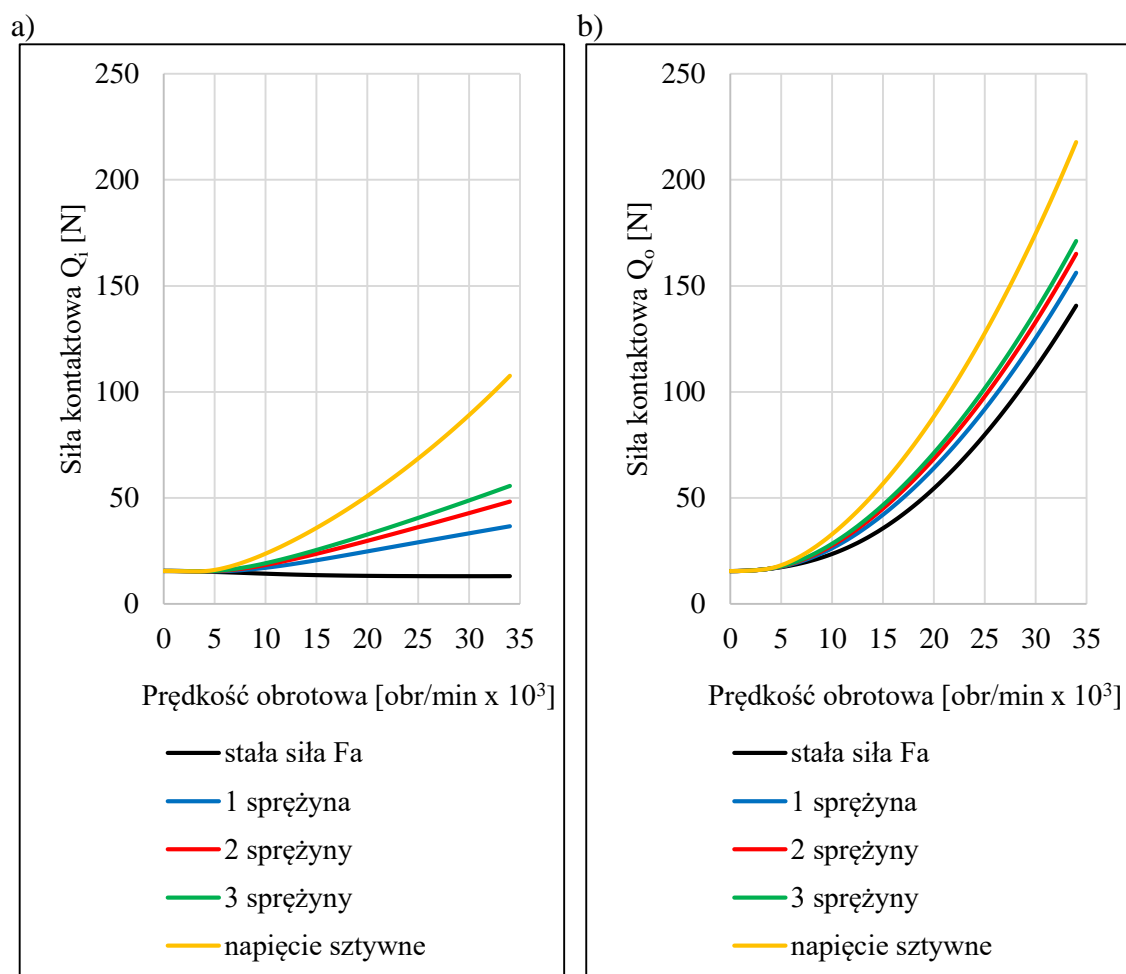 a)
250
200
150
100
50
0
0 5 10 15 20 25 30 35
Siła kontaktowa Qi [N]
Prędkość obrotowa [obr/min x 10³]
stała siła Fa
1 sprężyna
2 sprężyny
3 sprężyny
napięcie sztywne
b)
250
200
150
100
50
0
0 5 10 15 20 25 30 35
Siła kontaktowa Qo [N]
Prędkość obrotowa [obr/min x 10³]
stała siła Fa
1 sprężyna
2 sprężyny
3 sprężyny
napięcie sztywne